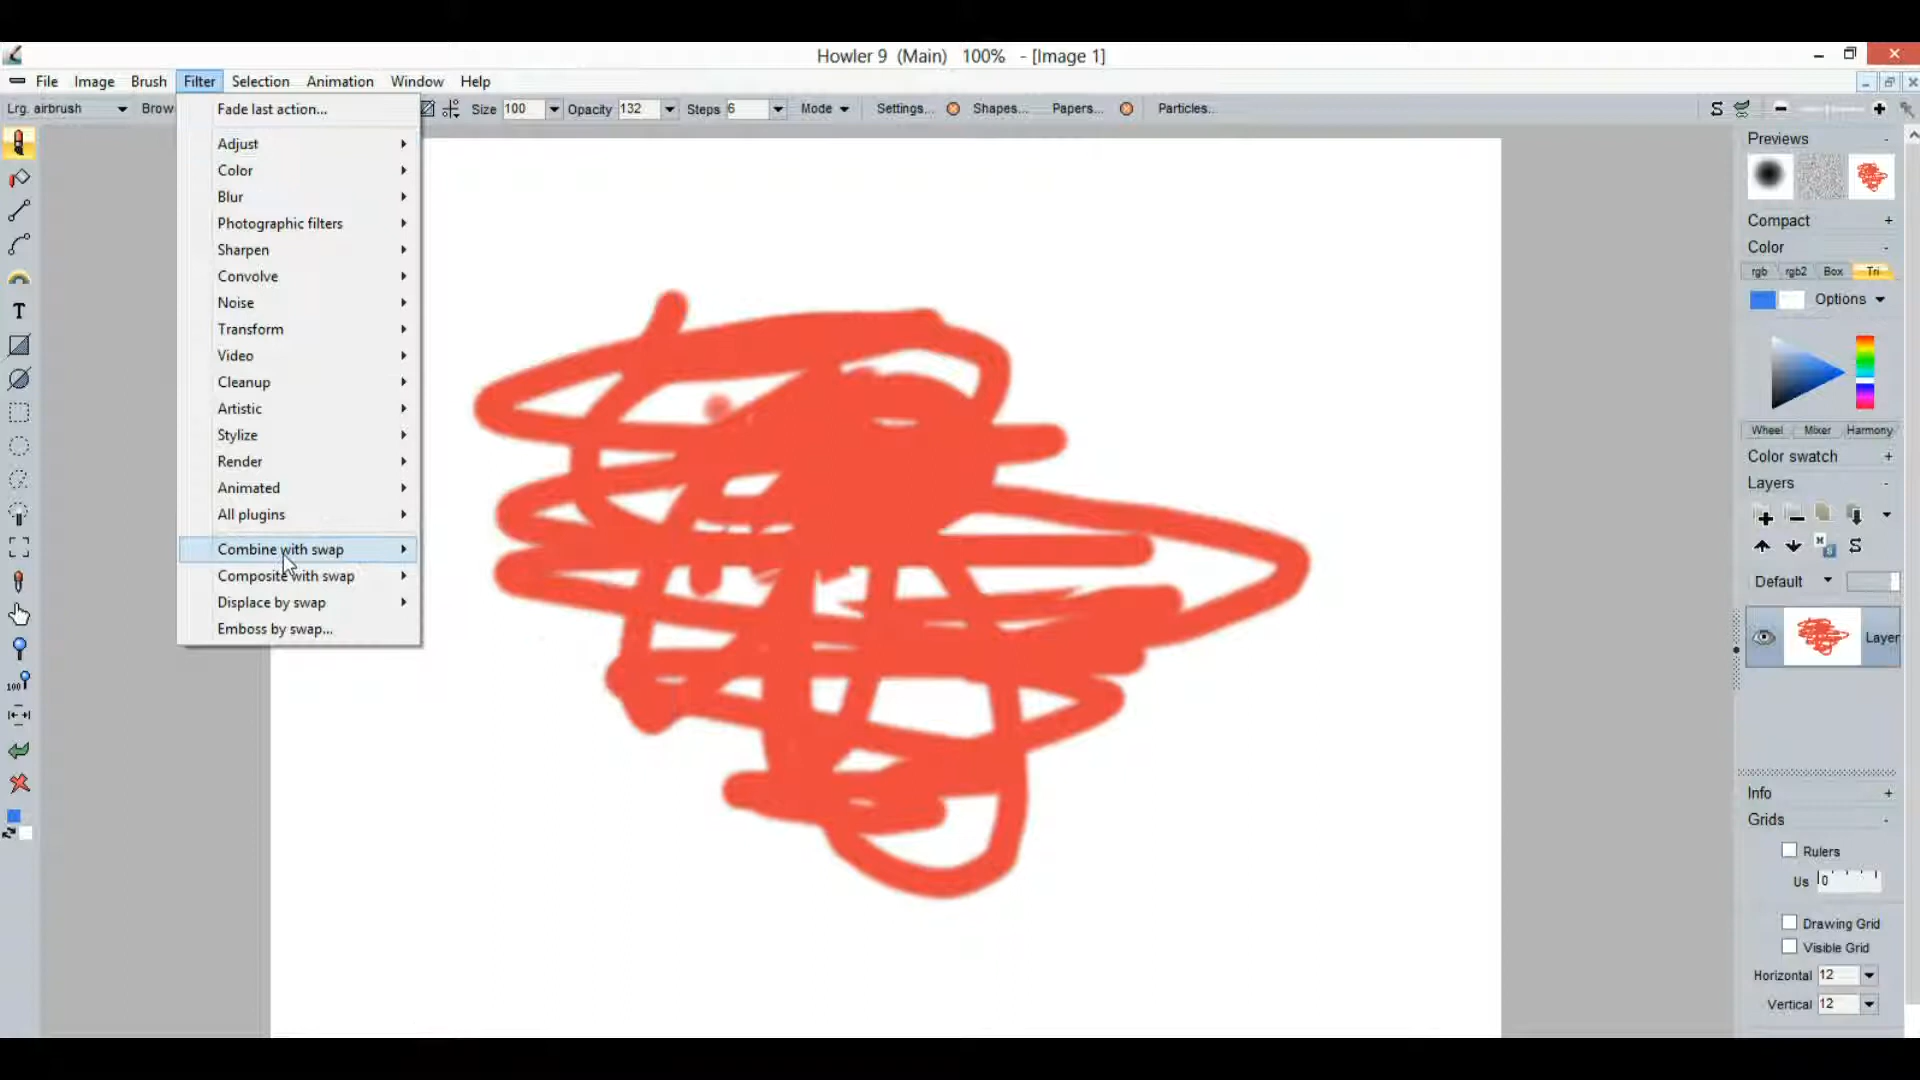 Howler 9 (Main) 100% - [Image 1]
File Image Brush Filter Selection Animation Window Help
Lrg. airbrush Brow Size 100 Opacity 132 Steps 6 Mode Settings... Shapes... Papers... Particles...
Fade last action...
Adjust
Color
Blur
Photographic filters
Sharpen
Convolve
Noise
Transform
Video
Cleanup
Artistic
Stylize
Render
Animated
All plugins
Combine with swap
Composite with swap
Displace by swap
Emboss by swap...
T
100
Previews -
Compact +
Color -
rgb rgb2 Box Tri
Options
Wheel Mixer Harmony
Color swatch +
Layers -
Default
Layer
Info +
Grids -
Rulers
Us 0
Drawing Grid
Visible Grid
Horizontal 12
Vertical 12